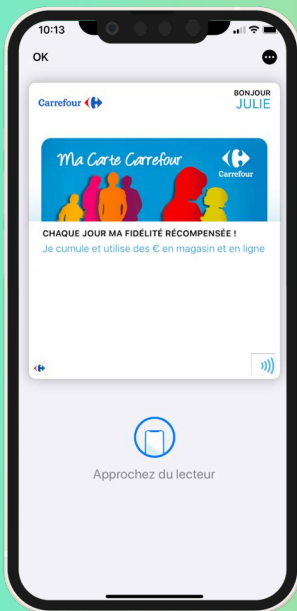 10:13
OK
Carrefour
BONJOUR
JULIE
Ma Carte Carrefour
Carrefour
CHAQUE JOUR MA FIDÉLITÉ RÉCOMPENSÉE !
Je cumule et utilise des € en magasin et en ligne
Approchez du lecteur